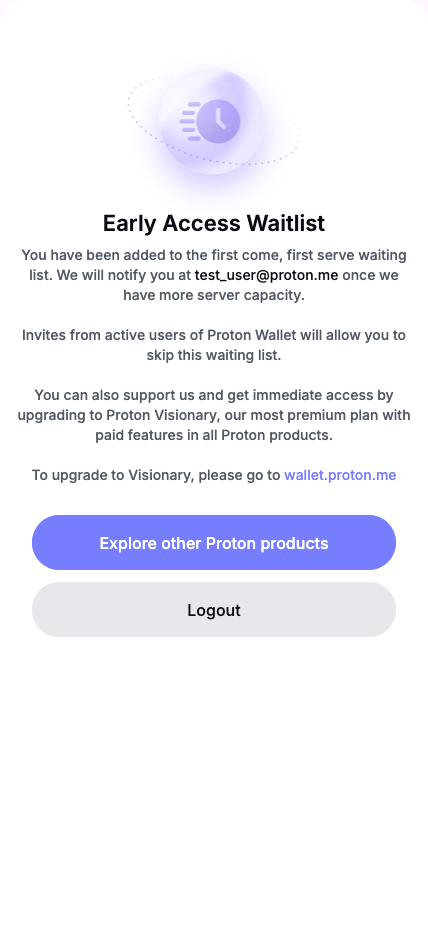 Early Access Waitlist
You have been added to the first come, first serve waiting
list. We will notify you at test_user@proton.me once we
have more server capacity.
Invites from active users of Proton Wallet will allow you to
skip this waiting list.
You can also support us and get immediate access by
upgrading to Proton Visionary, our most premium plan with
paid features in all Proton products.
To upgrade to Visionary, please go to wallet.proton.me
Explore other Proton products
Logout